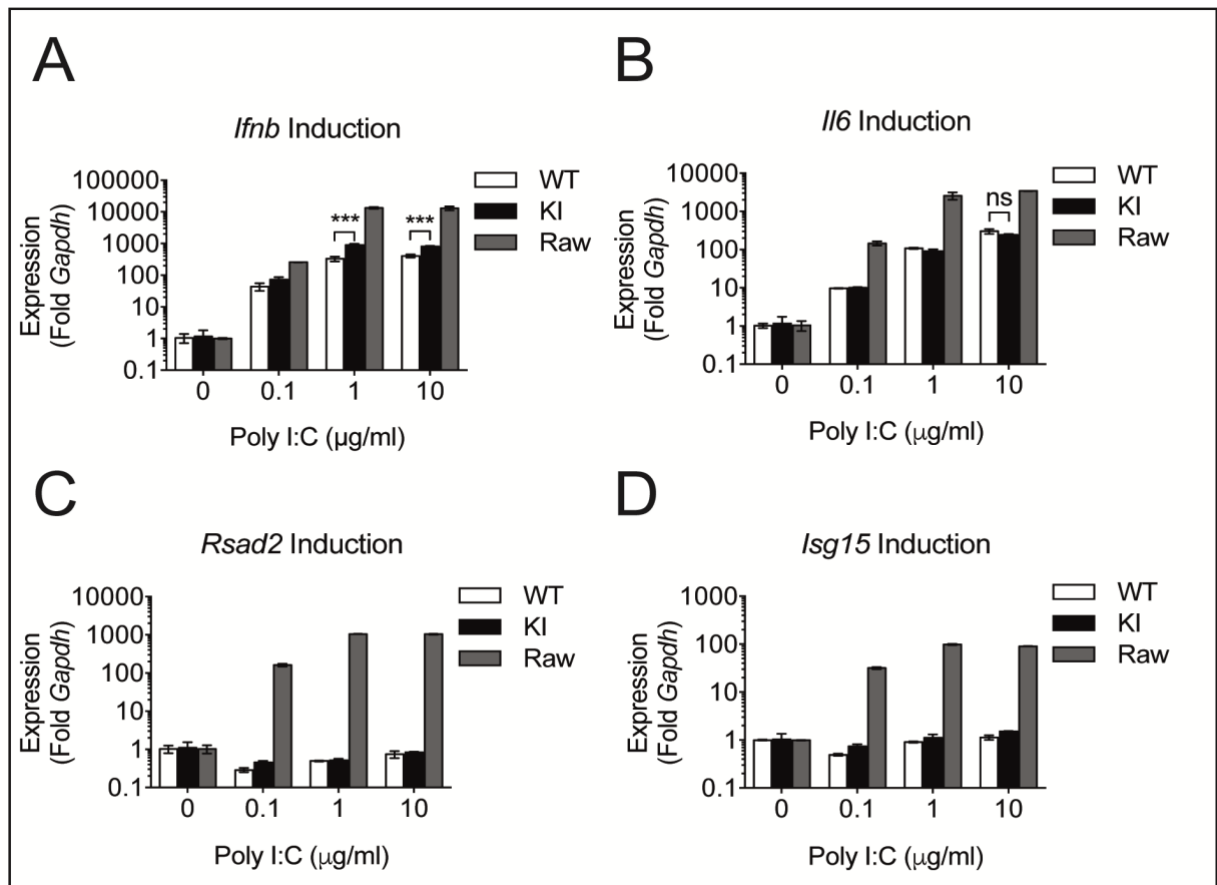 A
Ifnb Induction
Expression
(Fold Gapdh)
100000
10000
1000
100
10
1
0.1
*** ***
WT
KI
Raw
0 0.1 1 10
Poly I:C (µg/ml)
B
Il6 Induction
Expression
(Fold Gapdh)
10000
1000
100
10
1
0.1
ns
WT
KI
Raw
0 0.1 1 10
Poly I:C (µg/ml)
C
Rsad2 Induction
Expression
(Fold Gapdh)
10000
1000
100
10
1
0.1
WT
KI
Raw
0 0.1 1 10
Poly I:C (µg/ml)
D
Isg15 Induction
Expression
(Fold Gapdh)
1000
100
10
1
0.1
WT
KI
Raw
0 0.1 1 10
Poly I:C (µg/ml)